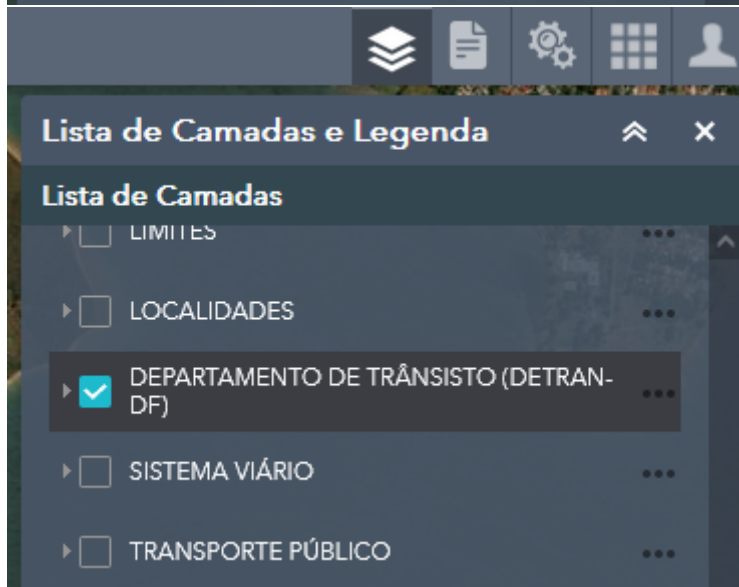 Lista de Camadas e Legenda
Lista de Camadas
LIMITES
LOCALIDADES
DEPARTAMENTO DE TRÂNSISTO (DETRAN-
DF)
SISTEMA VIÁRIO
TRANSPORTE PÚBLICO